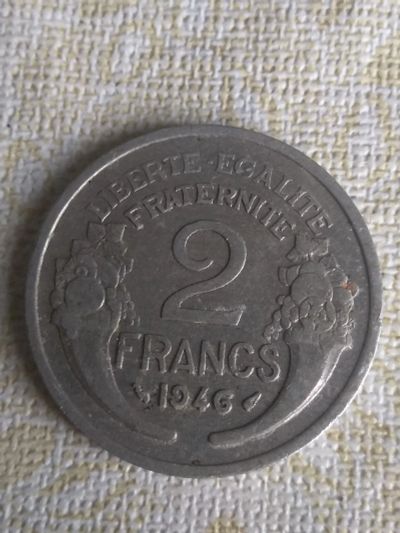 LIBERTE·EGALITE
FRATERNITE
2
FRANCS
1946